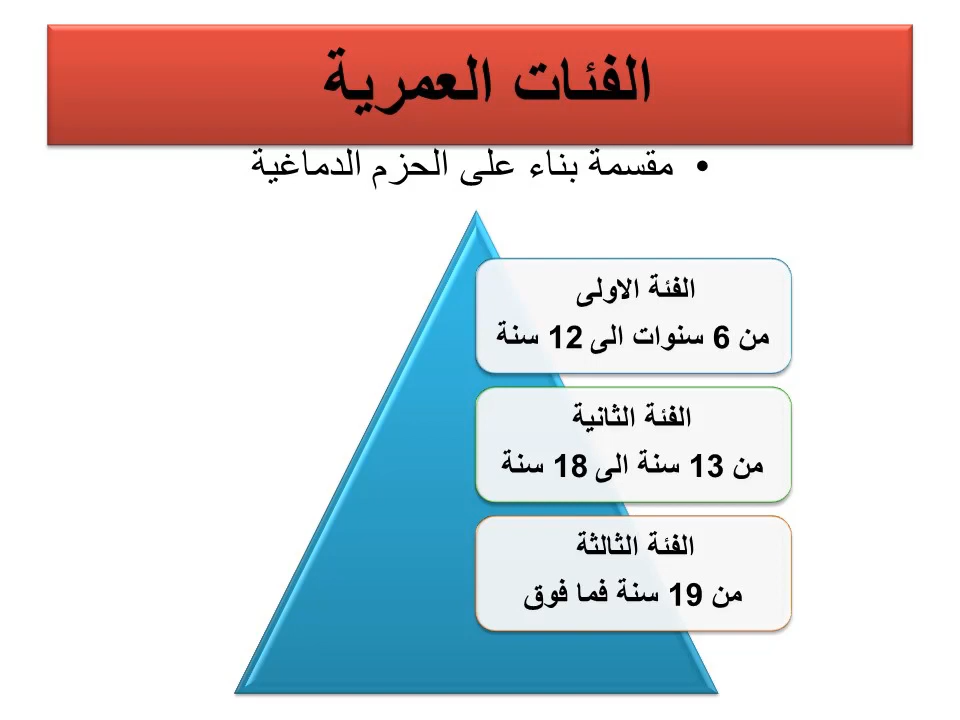 الفئات العمرية
• مقسمة بناء على الحزم الدماغية
الفئة الاولى
من 6 سنوات الى 12 سنة
الفئة الثانية
من 13 سنة الى 18 سنة
الفئة الثالثة
من 19 سنة فما فوق